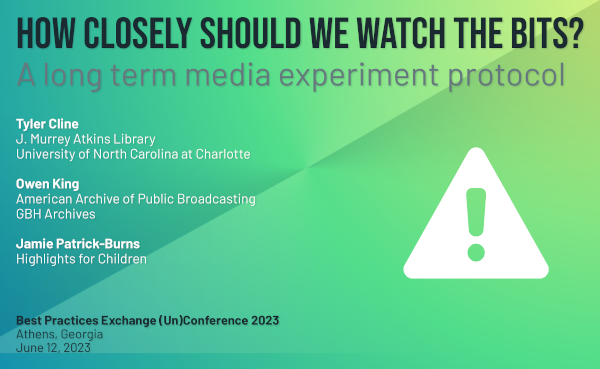 HOW CLOSELY SHOULD WE WATCH THE BITS?
A long term media experiment protocol
Tyler Cline
J. Murrey Atkins Library
University of North Carolina at Charlotte
Owen King
American Archive of Public Broadcasting
GBH Archives
Jamie Patrick-Burns
Highlights for Children
Best Practices Exchange (Un)Conference 2023
Athens, Georgia
June 12, 2023